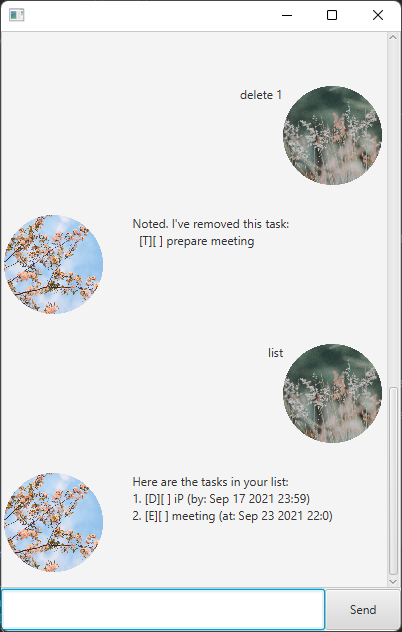 delete 1
Noted. I've removed this task:
[T][ ] prepare meeting
list
Here are the tasks in your list:
1. [D][ ] iP (by: Sep 17 2021 23:59)
2. [E][ ] meeting (at: Sep 23 2021 22:0)
Send